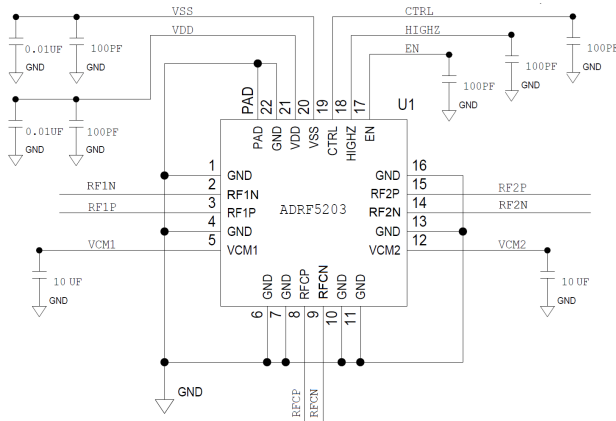 VSS
CTRL
0.01UF
100PF
VDD
HIGHZ
100PF
GND
GND
EN
100PF
GND
100PF
GND
GND
0.01UF
100PF
GND
GND
PAD
22
21
20
19
18
17
U1
PAD
GND
VDD
VSS
CTRL
HIGHZ
EN
1
GND
GND
16
RF1N
2
RF1N
RF2P
15
RF2P
RF1P
3
RF1P
ADRF5203
RF2N
14
RF2N
4
GND
GND
13
VCM1
5
VCM1
VCM2
12
VCM2
10 UF
GND
GND
GND
RFCP
RFCN
GND
GND
10 UF
GND
6
7
8
9
10
11
GND
RFCP
RFCN